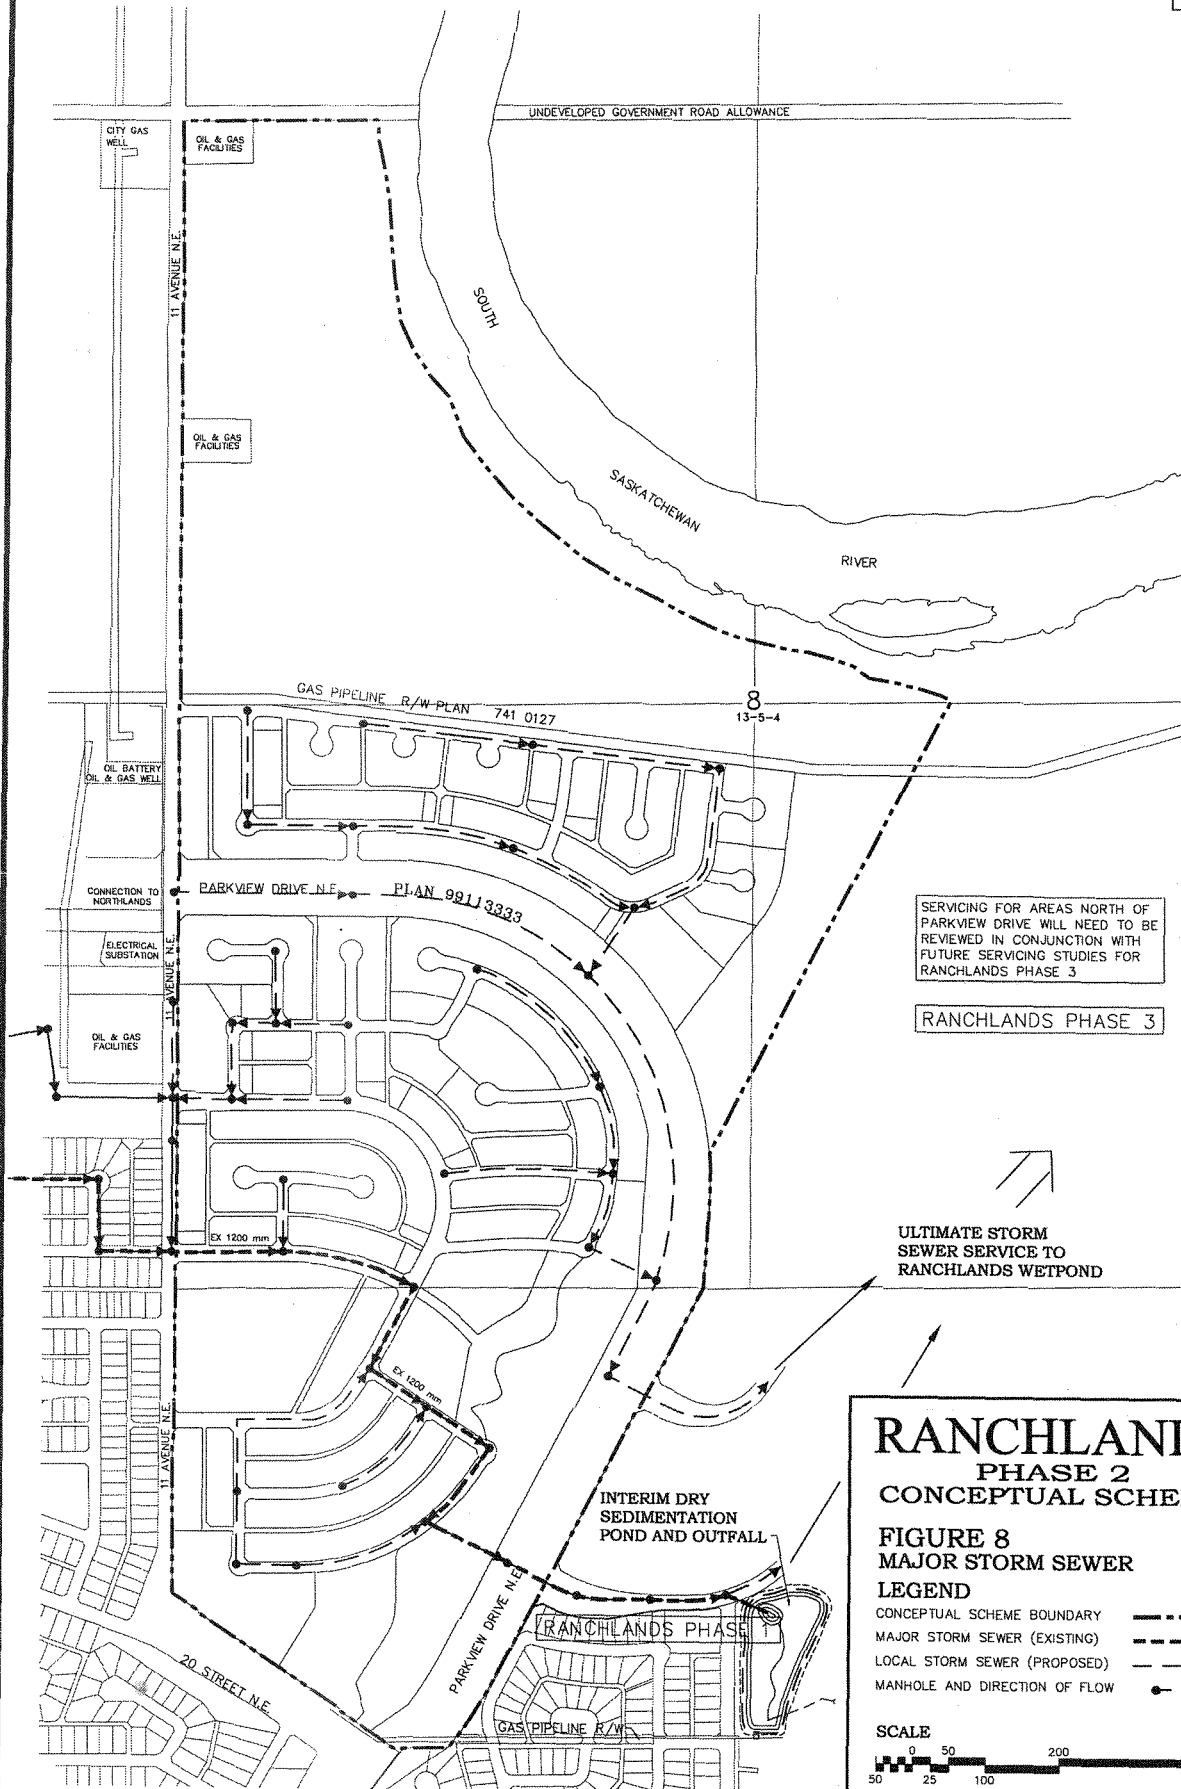 UNDEVELOPED GOVERNMENT ROAD ALLOWANCE
CITY GAS
WELL
OIL & GAS
FACILITIES
11 AVENUE N.E.
SOUTH
OIL & GAS
FACILITIES
SASKATCHEWAN
RIVER
GAS PIPELINE R/W PLAN 741 0127
8
13-5-4
OIL BATTERY
OIL & GAS WELL
CONNECTION TO
NORTHLANDS
PARKVIEW DRIVE N.E.
PLAN 99113333
SERVICING FOR AREAS NORTH OF
PARKVIEW DRIVE WILL NEED TO BE
REVIEWED IN CONJUNCTION WITH
FUTURE SERVICING STUDIES FOR
RANCHLANDS PHASE 3
ELECTRICAL
SUBSTATION
11 AVENUE N.E.
RANCHLANDS PHASE 3
OIL & GAS
FACILITIES
EX 1200 mm
ULTIMATE STORM
SEWER SERVICE TO
RANCHLANDS WETPOND
EX 1200 mm
11 AVENUE N.E.
INTERIM DRY
SEDIMENTATION
POND AND OUTFALL
PARKVIEW DRIVE N.E.
RANCHLANDS PHASE 1
20 STREET N.E.
GAS PIPELINE R/W
RANCHLAN
PHASE 2
CONCEPTUAL SCHE
FIGURE 8
MAJOR STORM SEWER
LEGEND
CONCEPTUAL SCHEME BOUNDARY
MAJOR STORM SEWER (EXISTING)
LOCAL STORM SEWER (PROPOSED)
MANHOLE AND DIRECTION OF FLOW
SCALE
0 50 200
50 25 100